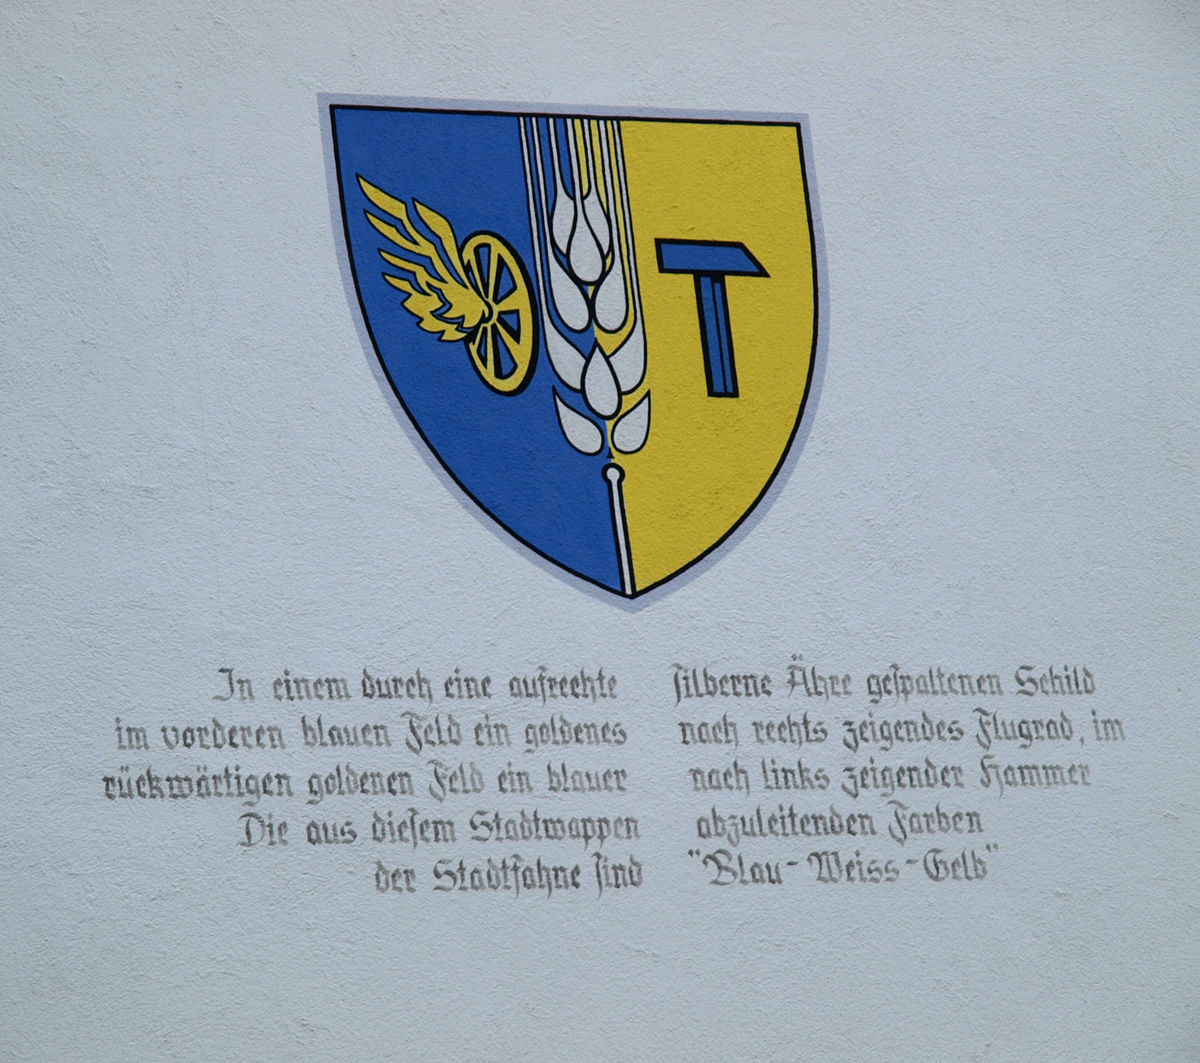 In einem durch eine aufrechte silberne Ähre gespaltenen Schild
im vorderen blauen Feld ein goldenes nach rechts zeigendes Flugrad, im
rückwärtigen goldenen Feld ein blauer nach links zeigender Hammer
Die aus diesem Stadtwappen abzuleitenden Farben
der Stadtfahne sind "Blau-Weiss-Gelb"